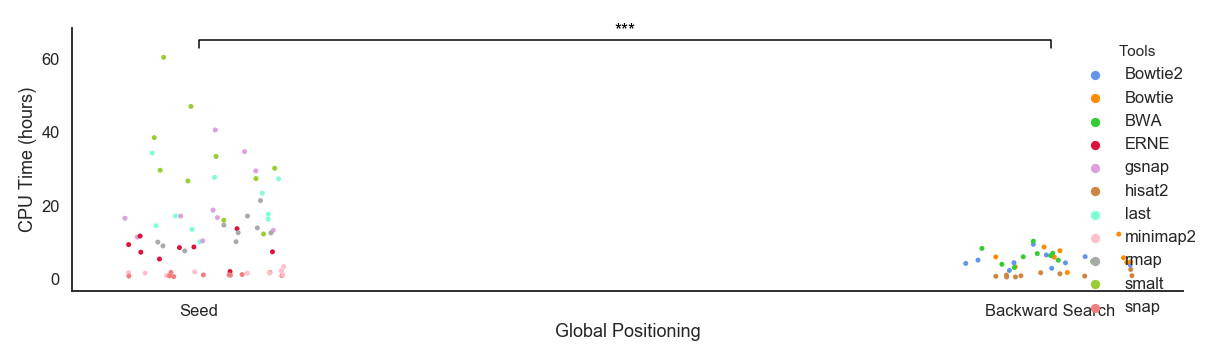 ***
60
40
20
0
CPU Time (hours)
Seed
Backward Search
Global Positioning
Tools
Bowtie2
Bowtie
BWA
ERNE
gsnap
hisat2
last
minimap2
rmap
smalt
snap